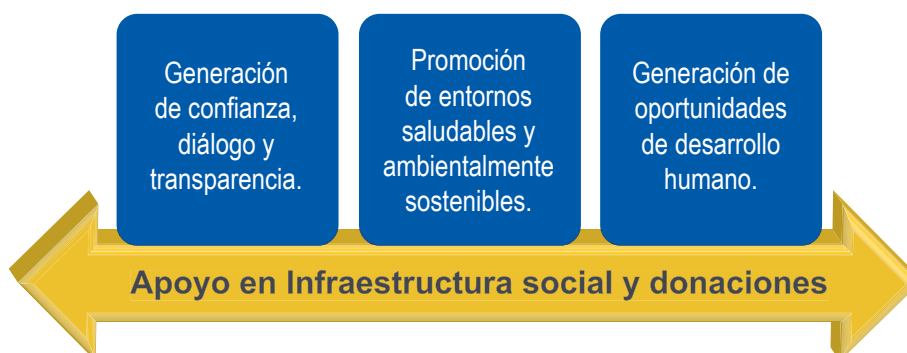 Generación
de confianza,
diálogo y
transparencia.
Promoción
de entornos
saludables y
ambientalmente
sostenibles.
Generación de
oportunidades
de desarrollo
humano.
Apoyo en Infraestructura social y donaciones